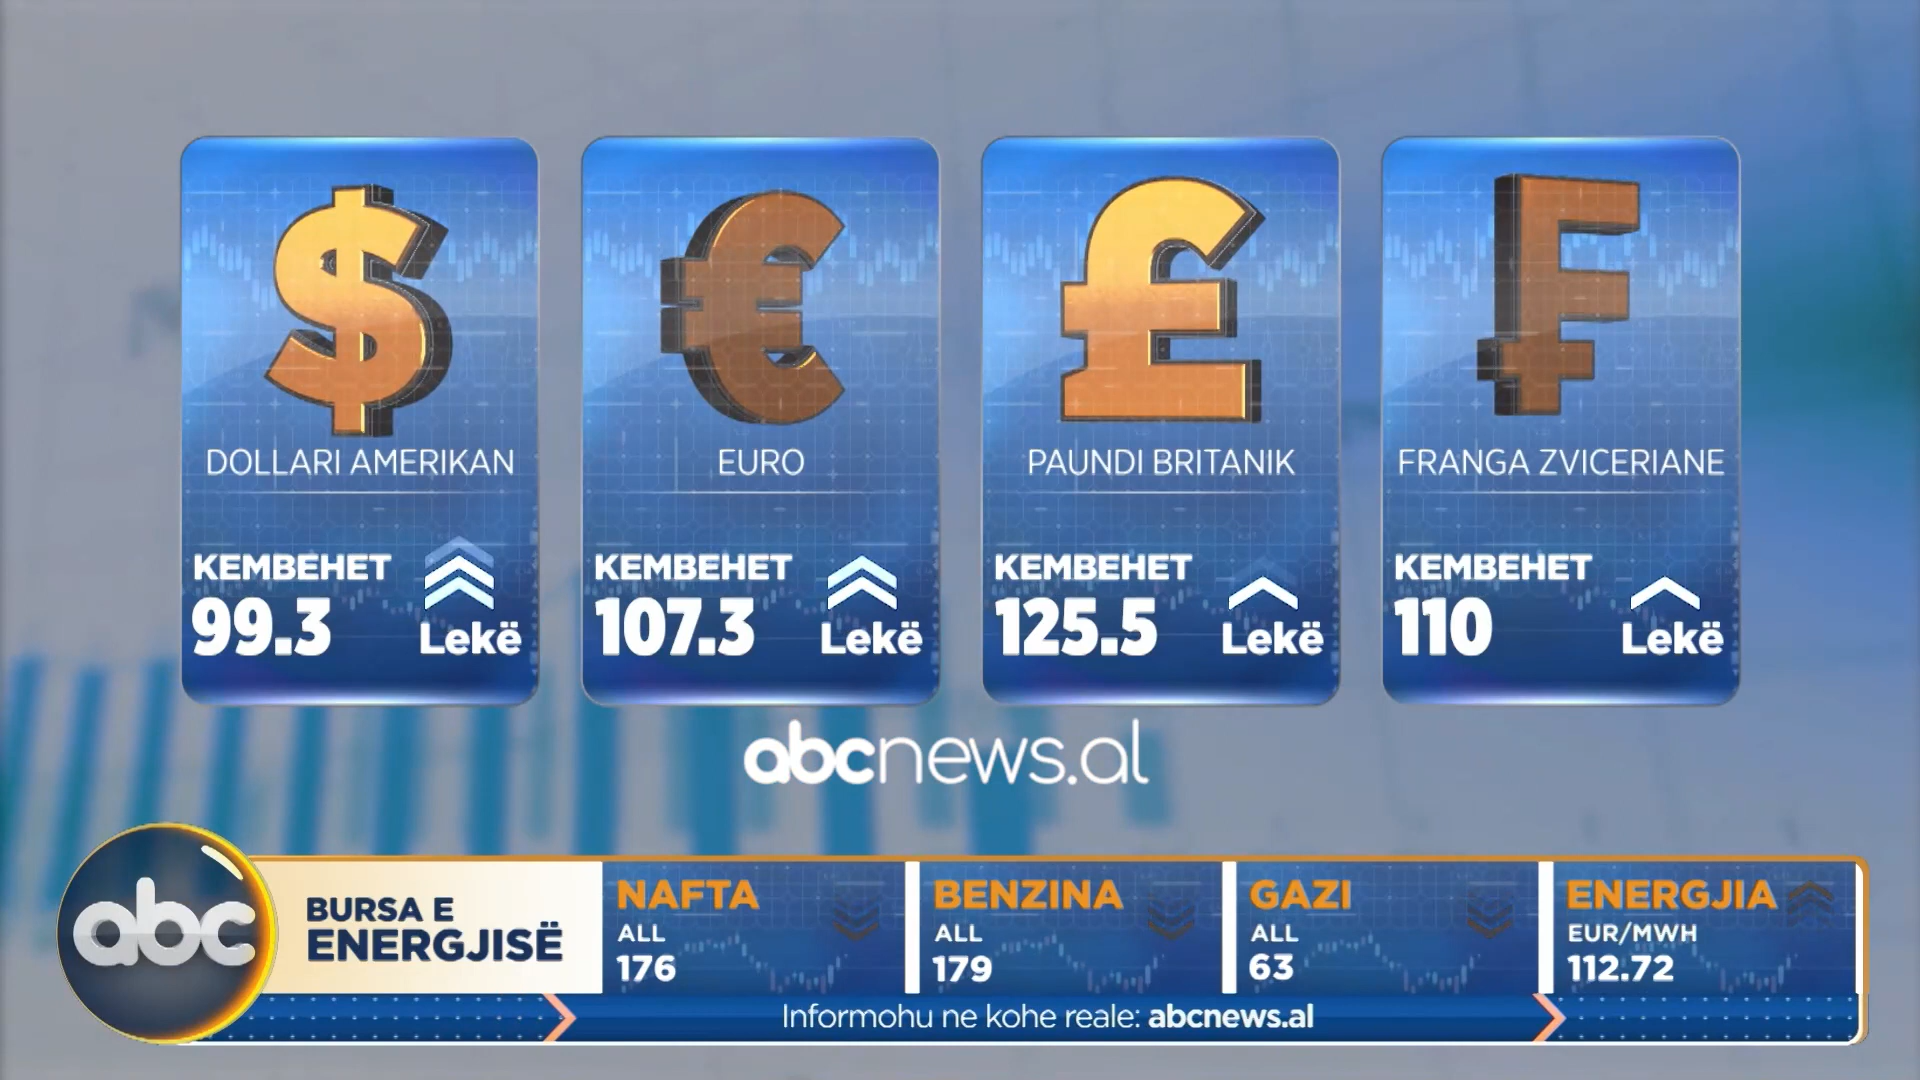 DOLLARI AMERIKAN
KEMBEHET
99.3 Lekë
EURO
KEMBEHET
107.3 Lekë
PAUNDI BRITANIK
KEMBEHET
125.5 Lekë
FRANGA ZVICERIANE
KEMBEHET
110 Lekë
abcnews.al
abc
BURSA E
ENERGJISË
NAFTA
ALL
176
BENZINA
ALL
179
GAZI
ALL
63
ENERGJIA
EUR/MWH
112.72
Informohu ne kohe reale: abcnews.al